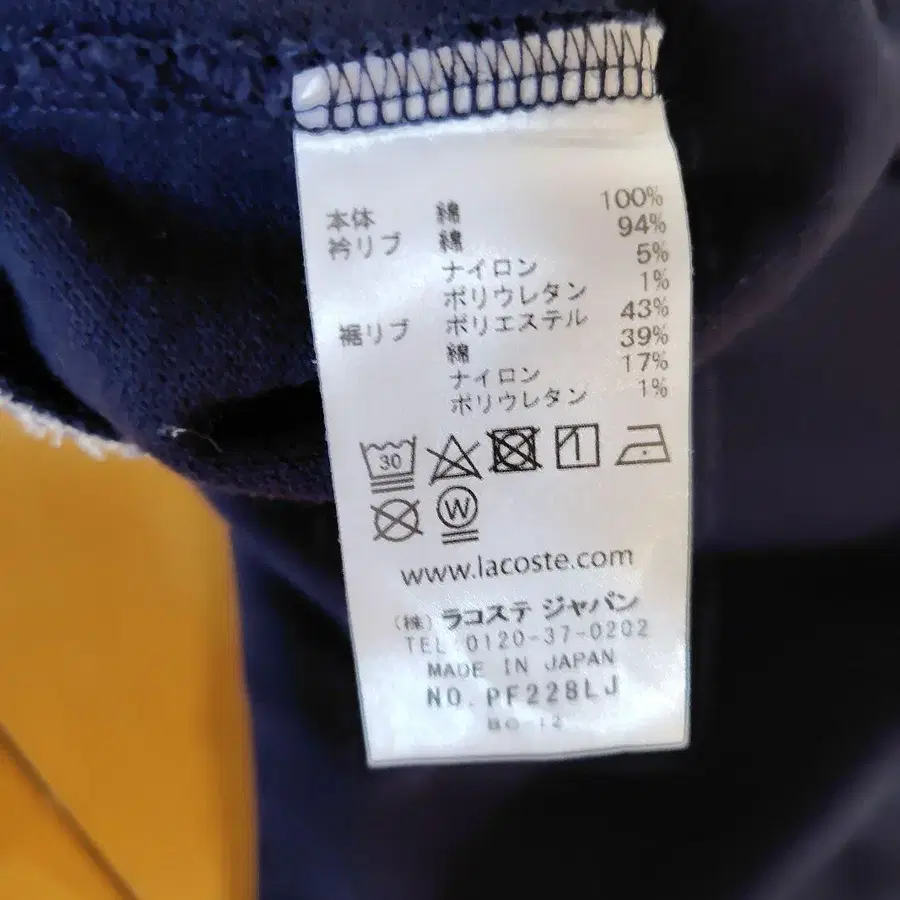 本体 綿 100%
衿リブ 綿 94%
ナイロン 5%
ポリウレタン 1%
裾リブ ポリエステル 43%
綿 39%
ナイロン 17%
ポリウレタン 1%
30
W
www.lacoste.com
(株) ラコステ ジャパン
TEL 0120-37-0202
MADE IN JAPAN
NO. PF228LJ